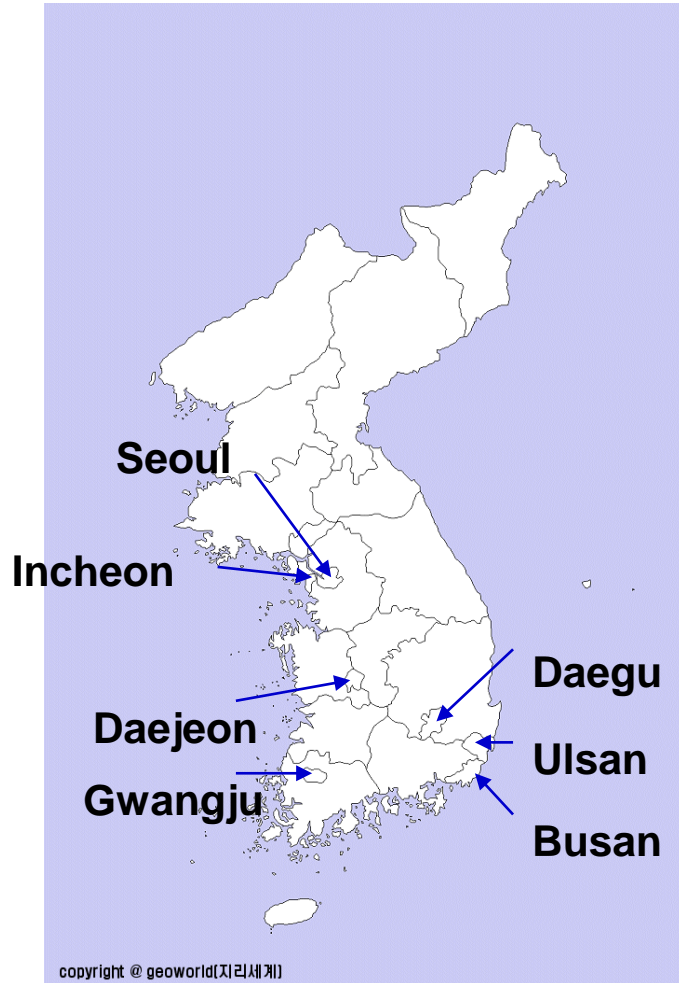 Seoul
Incheon
Daegu
Daejeon
Ulsan
Gwangju
Busan
copyright @ geoworld(지리세계)